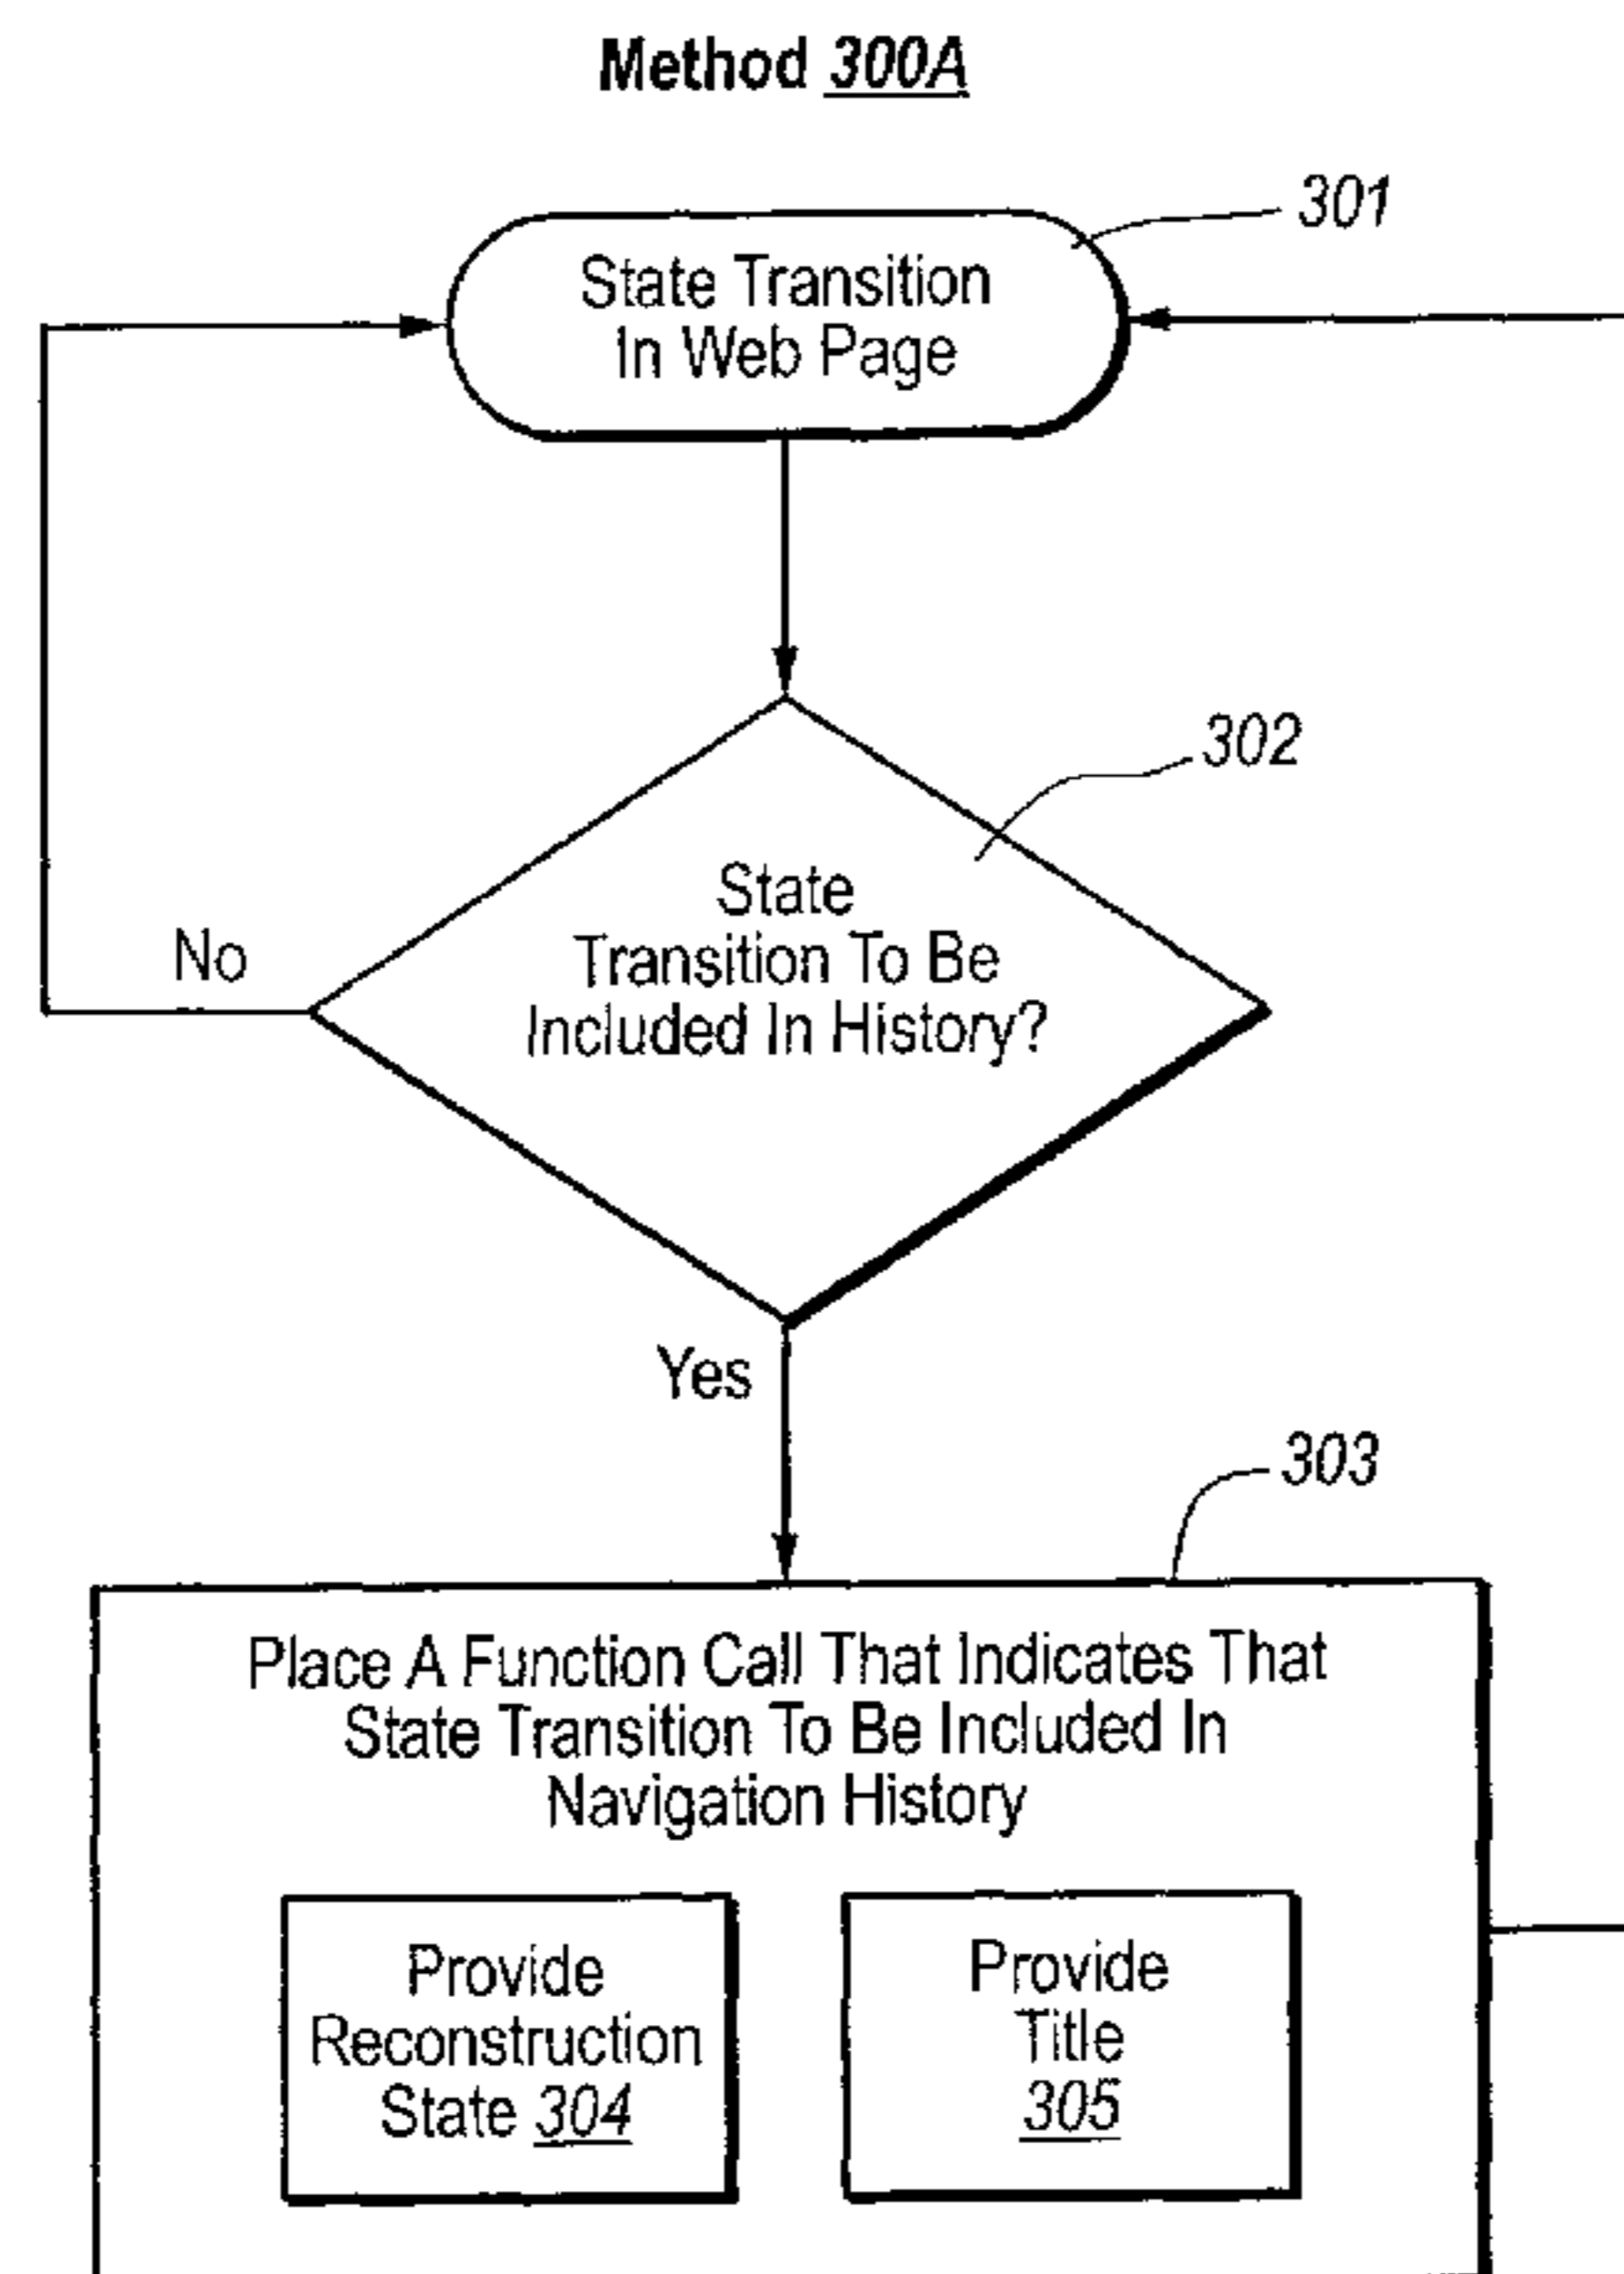 Method 300A
301
State Transition
In Web Page
302
State
Transition To Be
Included In History?
No
Yes
303
Place A Function Call That Indicates That
State Transition To Be Included In
Navigation History
Provide
Reconstruction
State 304
Provide
Title
305